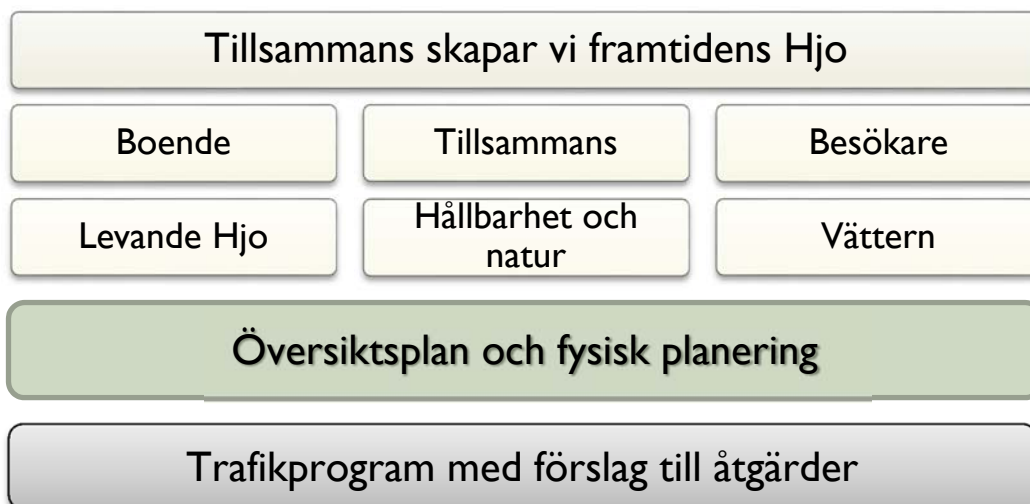 Tillsammans skapar vi framtidens Hjo
Boende
Tillsammans
Besökare
Levande Hjo
Hållbarhet och
natur
Vättern
Översiktsplan och fysisk planering
Trafikprogram med förslag till åtgärder